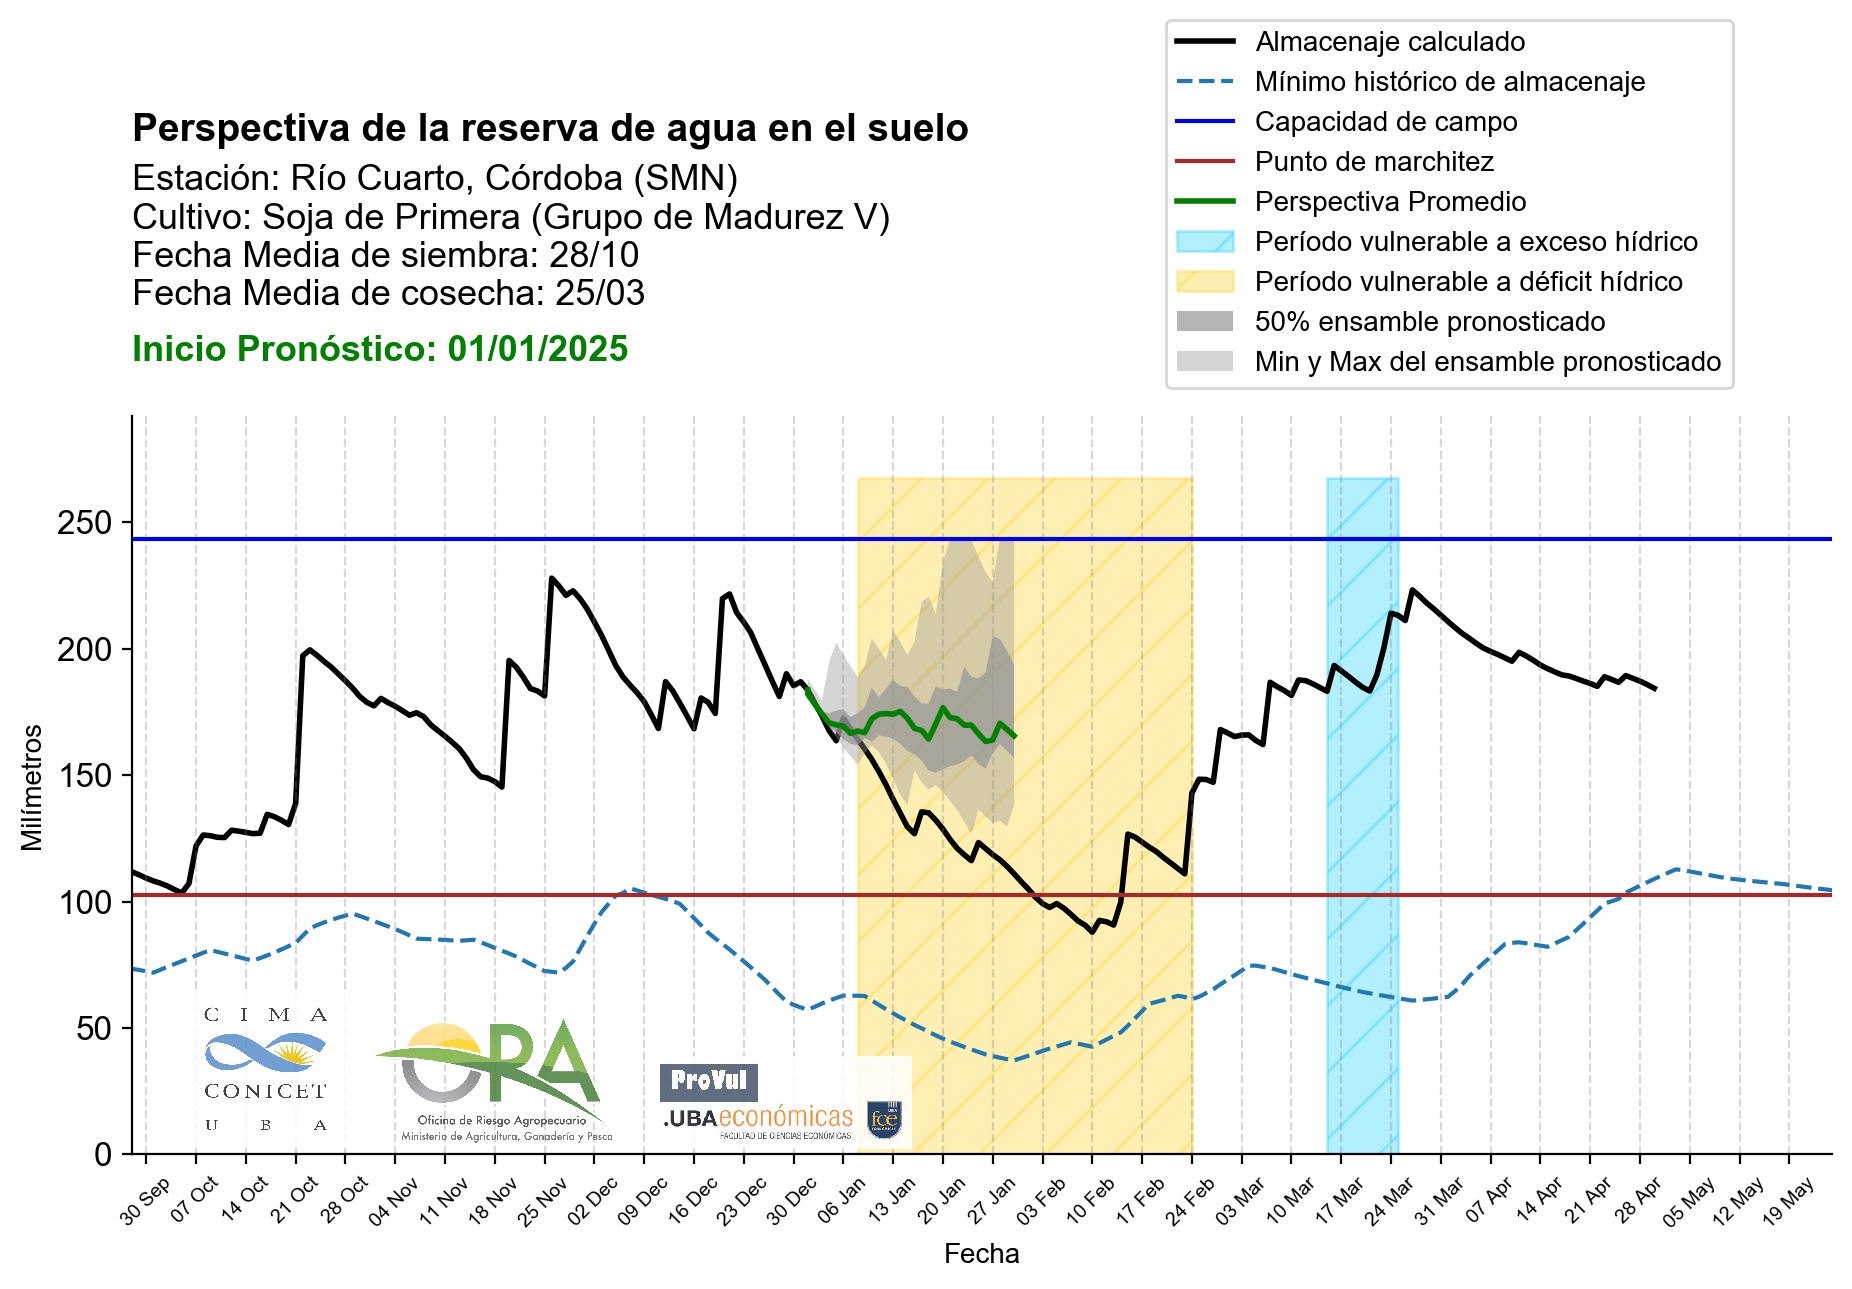 Almacenaje calculado
Mínimo histórico de almacenaje
Capacidad de campo
Punto de marchitez
Perspectiva Promedio
Período vulnerable a exceso hídrico
Período vulnerable a déficit hídrico
50% ensamble pronosticado
Min y Max del ensamble pronosticado
Perspectiva de la reserva de agua en el suelo
Estación: Río Cuarto, Córdoba (SMN)
Cultivo: Soja de Primera (Grupo de Madurez V)
Fecha Media de siembra: 28/10
Fecha Media de cosecha: 25/03
Inicio Pronóstico: 01/01/2025
Milímetros
250
200
150
100
50
0
CIMA
CONICET
UBA
ORA
Oficina de Riesgo Agropecuario
Ministerio de Agricultura, Ganadería y Pesca
ProVul
.UBAeconómicas
FACULTAD DE CIENCIAS ECONÓMICAS
UBA
fce
ECONÓMICAS
30 Sep
07 Oct
14 Oct
21 Oct
28 Oct
04 Nov
11 Nov
18 Nov
25 Nov
02 Dec
09 Dec
16 Dec
23 Dec
30 Dec
06 Jan
13 Jan
20 Jan
27 Jan
03 Feb
10 Feb
17 Feb
24 Feb
03 Mar
10 Mar
17 Mar
24 Mar
31 Mar
07 Apr
14 Apr
21 Apr
28 Apr
05 May
12 May
19 May
Fecha